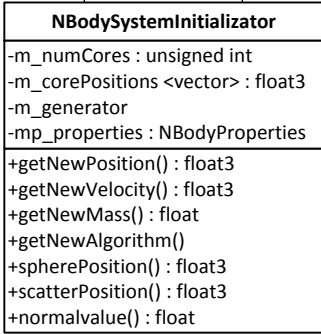 NBodySystemInitializator
-m_numCores : unsigned int
-m_corePositions <vector> : float3
-m_generator
-mp_properties : NBodyProperties
+getNewPosition() : float3
+getNewVelocity() : float3
+getNewMass() : float
+getNewAlgorithm()
+spherePosition() : float3
+scatterPosition() : float3
+normalvalue() : float